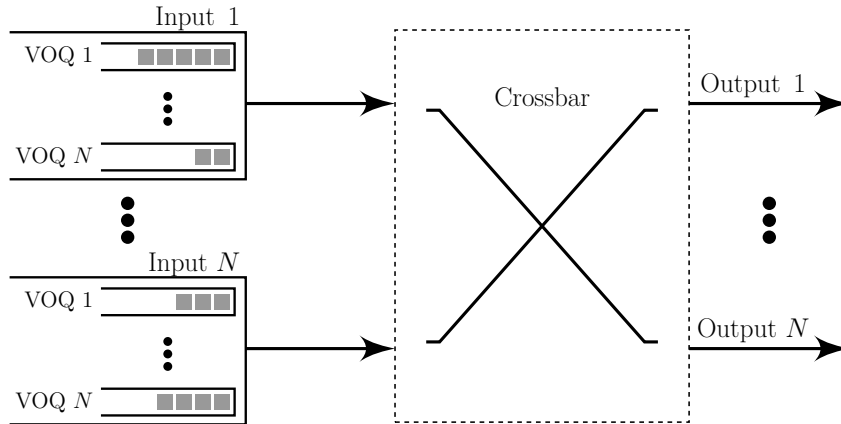 Input 1
VOQ 1
VOQ N
Input N
VOQ 1
VOQ N
Crossbar
Output 1
Output N